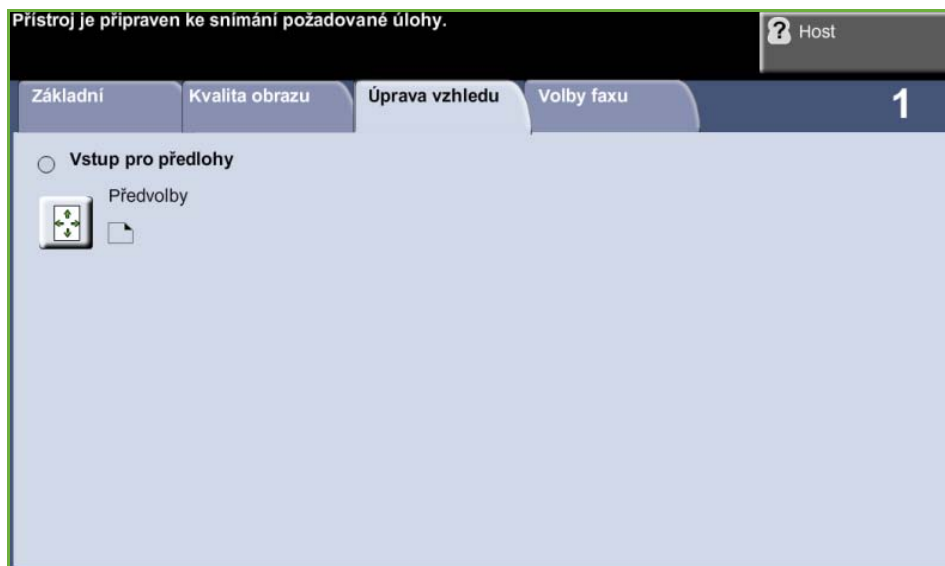 Přístroj je připraven ke snímání požadované úlohy.
? Host
Základní
Kvalita obrazu
Úprava vzhledu
Volby faxu
1
Vstup pro předlohy
Předvolby